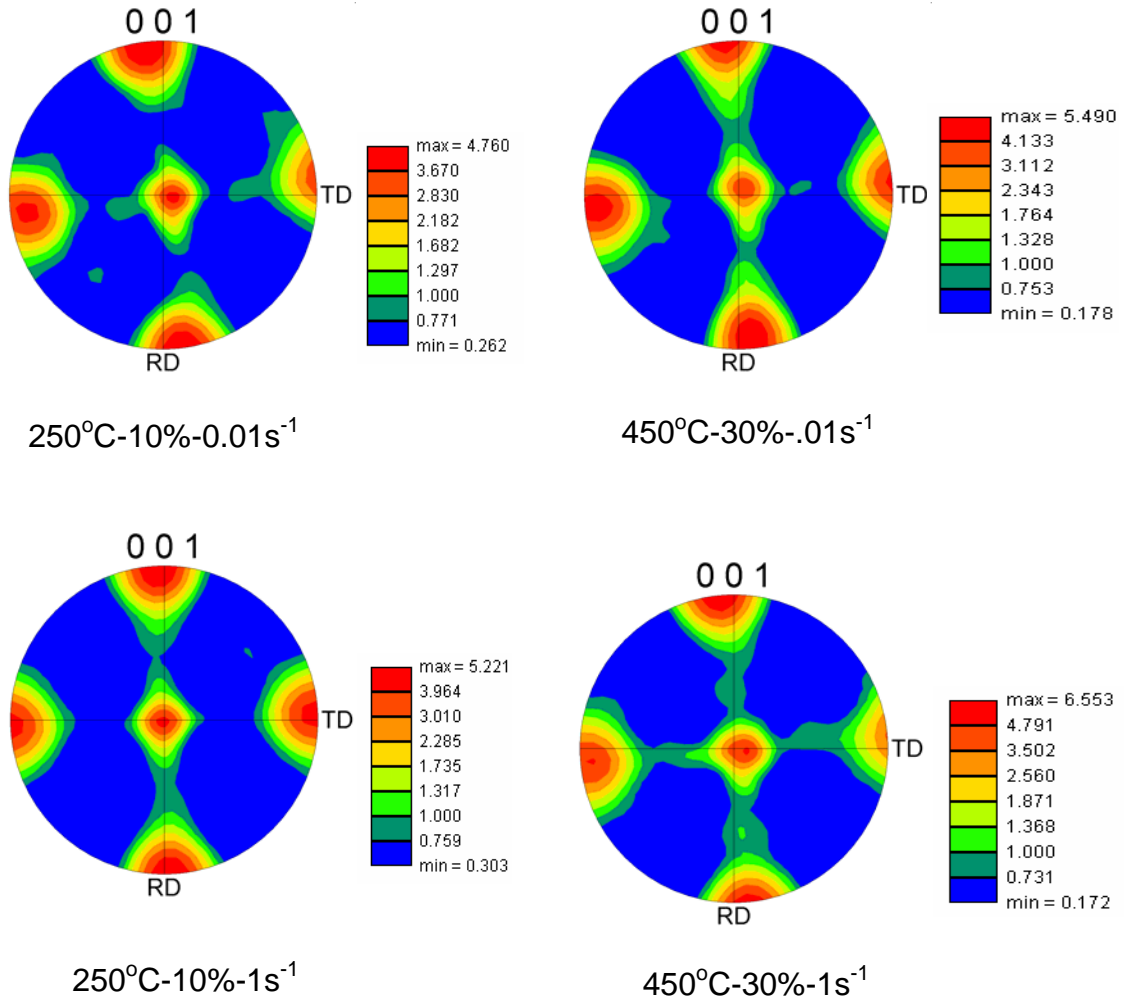 0 0 1
TD
RD
max = 4.760
3.670
2.830
2.182
1.682
1.297
1.000
0.771
min = 0.262
250°C-10%-0.01s⁻¹
0 0 1
TD
RD
max = 5.490
4.133
3.112
2.343
1.764
1.328
1.000
0.753
min = 0.178
450°C-30%-.01s⁻¹
0 0 1
TD
RD
max = 5.221
3.964
3.010
2.285
1.735
1.317
1.000
0.759
min = 0.303
250°C-10%-1s⁻¹
0 0 1
TD
RD
max = 6.553
4.791
3.502
2.560
1.871
1.368
1.000
0.731
min = 0.172
450°C-30%-1s⁻¹